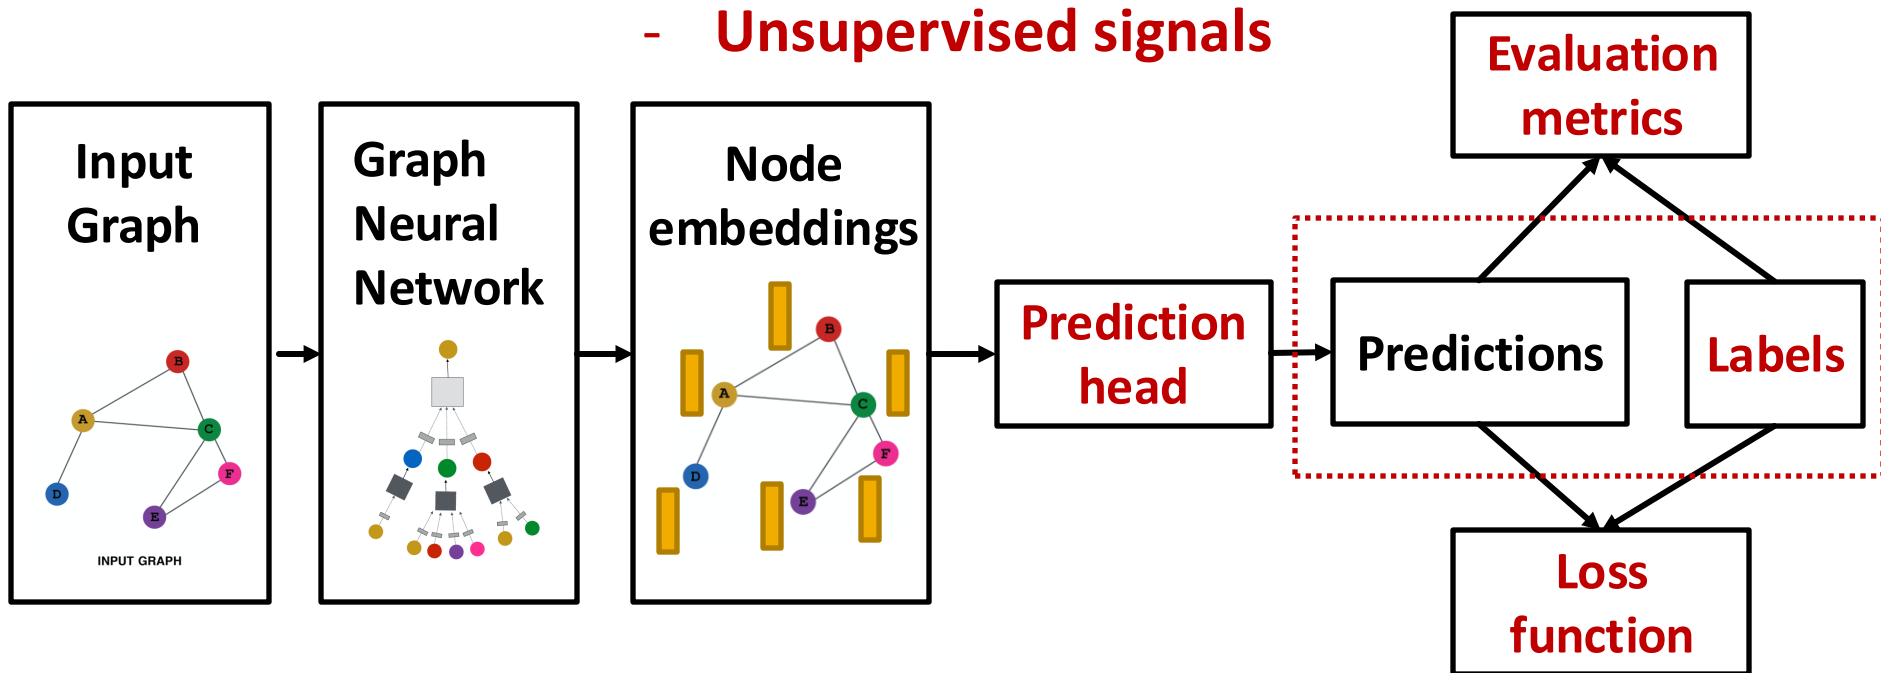 - Unsupervised signals
Input
Graph
B
A
C
F
D
E
INPUT GRAPH
Graph
Neural
Network
Node
embeddings
B
A
C
F
D
E
Prediction
head
Predictions
Labels
Evaluation
metrics
Loss
function